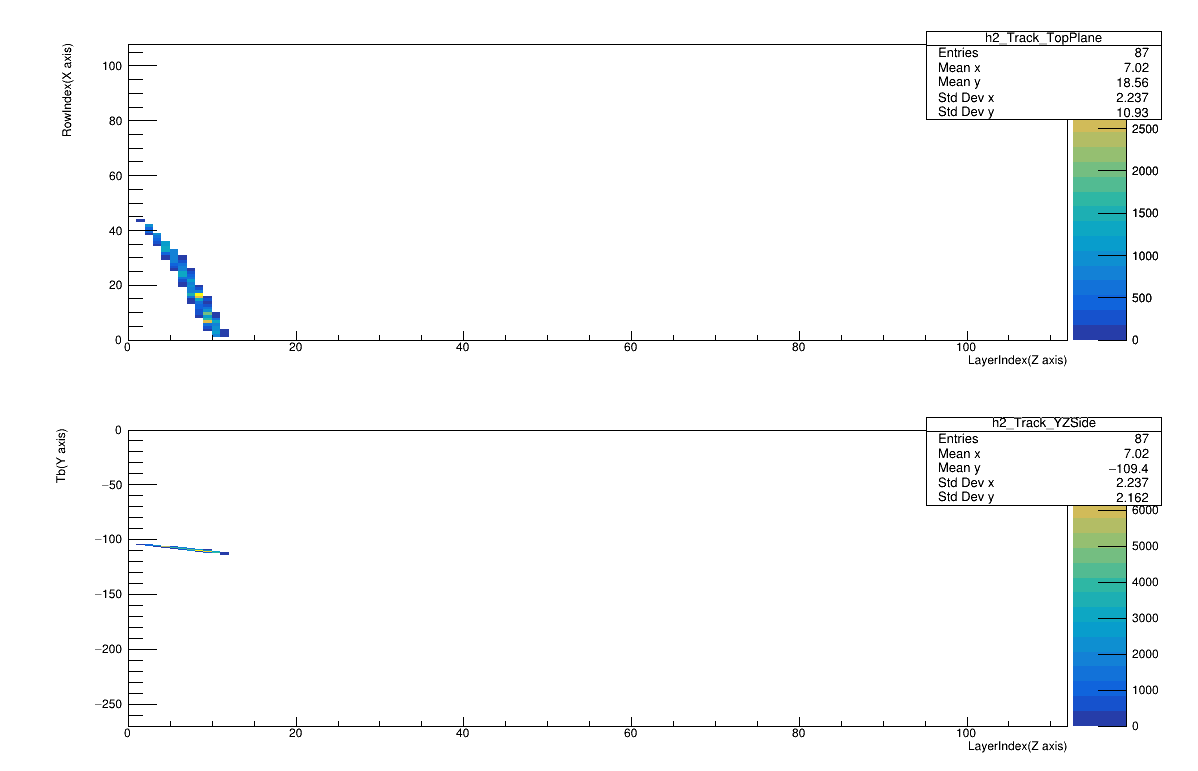 h2_Track_TopPlane
Entries 87
Mean x 7.02
Mean y 18.56
Std Dev x 2.237
Std Dev y 10.93
RowIndex(X axis)
100
80
60
40
20
0
0 20 40 60 80 100
LayerIndex(Z axis)
2500
2000
1500
1000
500
0
h2_Track_YZSide
Entries 87
Mean x 7.02
Mean y −109.4
Std Dev x 2.237
Std Dev y 2.162
Tb(Y axis)
0
−50
−100
−150
−200
−250
0 20 40 60 80 100
LayerIndex(Z axis)
6000
5000
4000
3000
2000
1000
0